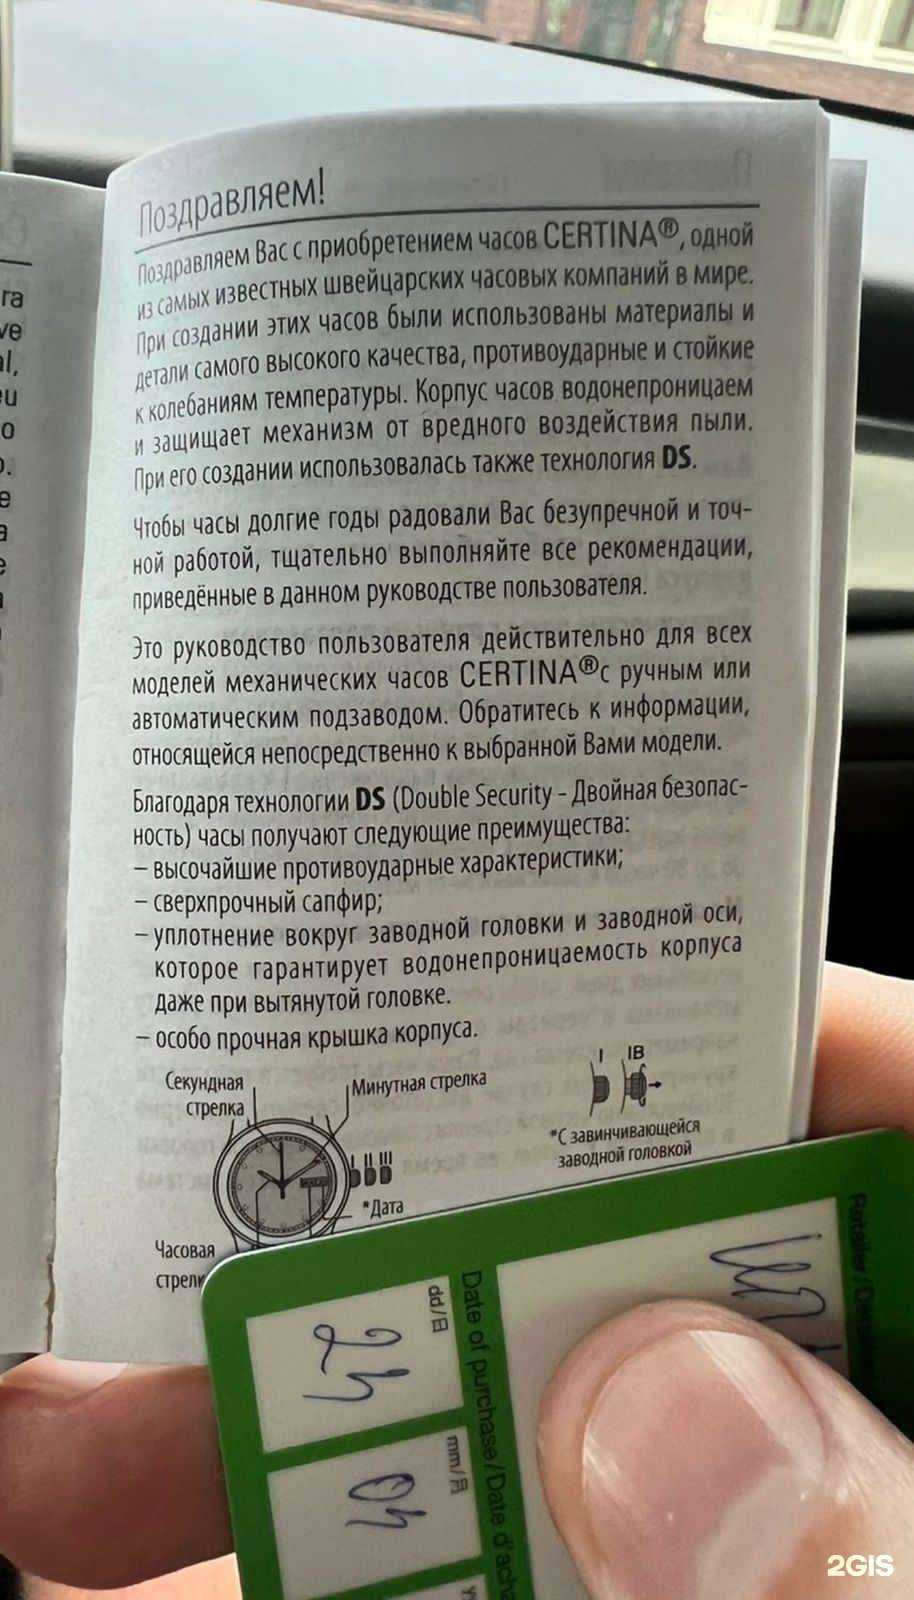 Поздравляем!
Поздравляем Вас с приобретением часов CERTINA®, одной
из самых известных швейцарских часовых компаний в мире.
При создании этих часов были использованы материалы и
детали самого высокого качества, противоударные и стойкие
к колебаниям температуры. Корпус часов водонепроницаем
и защищает механизм от вредного воздействия пыли.
При его создании использовалась также технология DS.
Чтобы часы долгие годы радовали Вас безупречной и точ-
ной работой, тщательно выполняйте все рекомендации,
приведённые в данном руководстве пользователя.
Это руководство пользователя действительно для всех
моделей механических часов CERTINA®с ручным или
автоматическим подзаводом. Обратитесь к информации,
относящейся непосредственно к выбранной Вами модели.
Благодаря технологии DS (Double Security - Двойная безопас-
ность) часы получают следующие преимущества:
– высочайшие противоударные характеристики;
– сверхпрочный сапфир;
– уплотнение вокруг заводной головки и заводной оси,
которое гарантирует водонепроницаемость корпуса
даже при вытянутой головке.
– особо прочная крышка корпуса.
Секундная
стрелка
Минутная стрелка
I II III
*Дата
Часовая
I IB
*С завинчивающейся
заводной головкой
Retailer/
Date of purchase/Date d'acha
dd/日
24
mm/月
04
2GIS